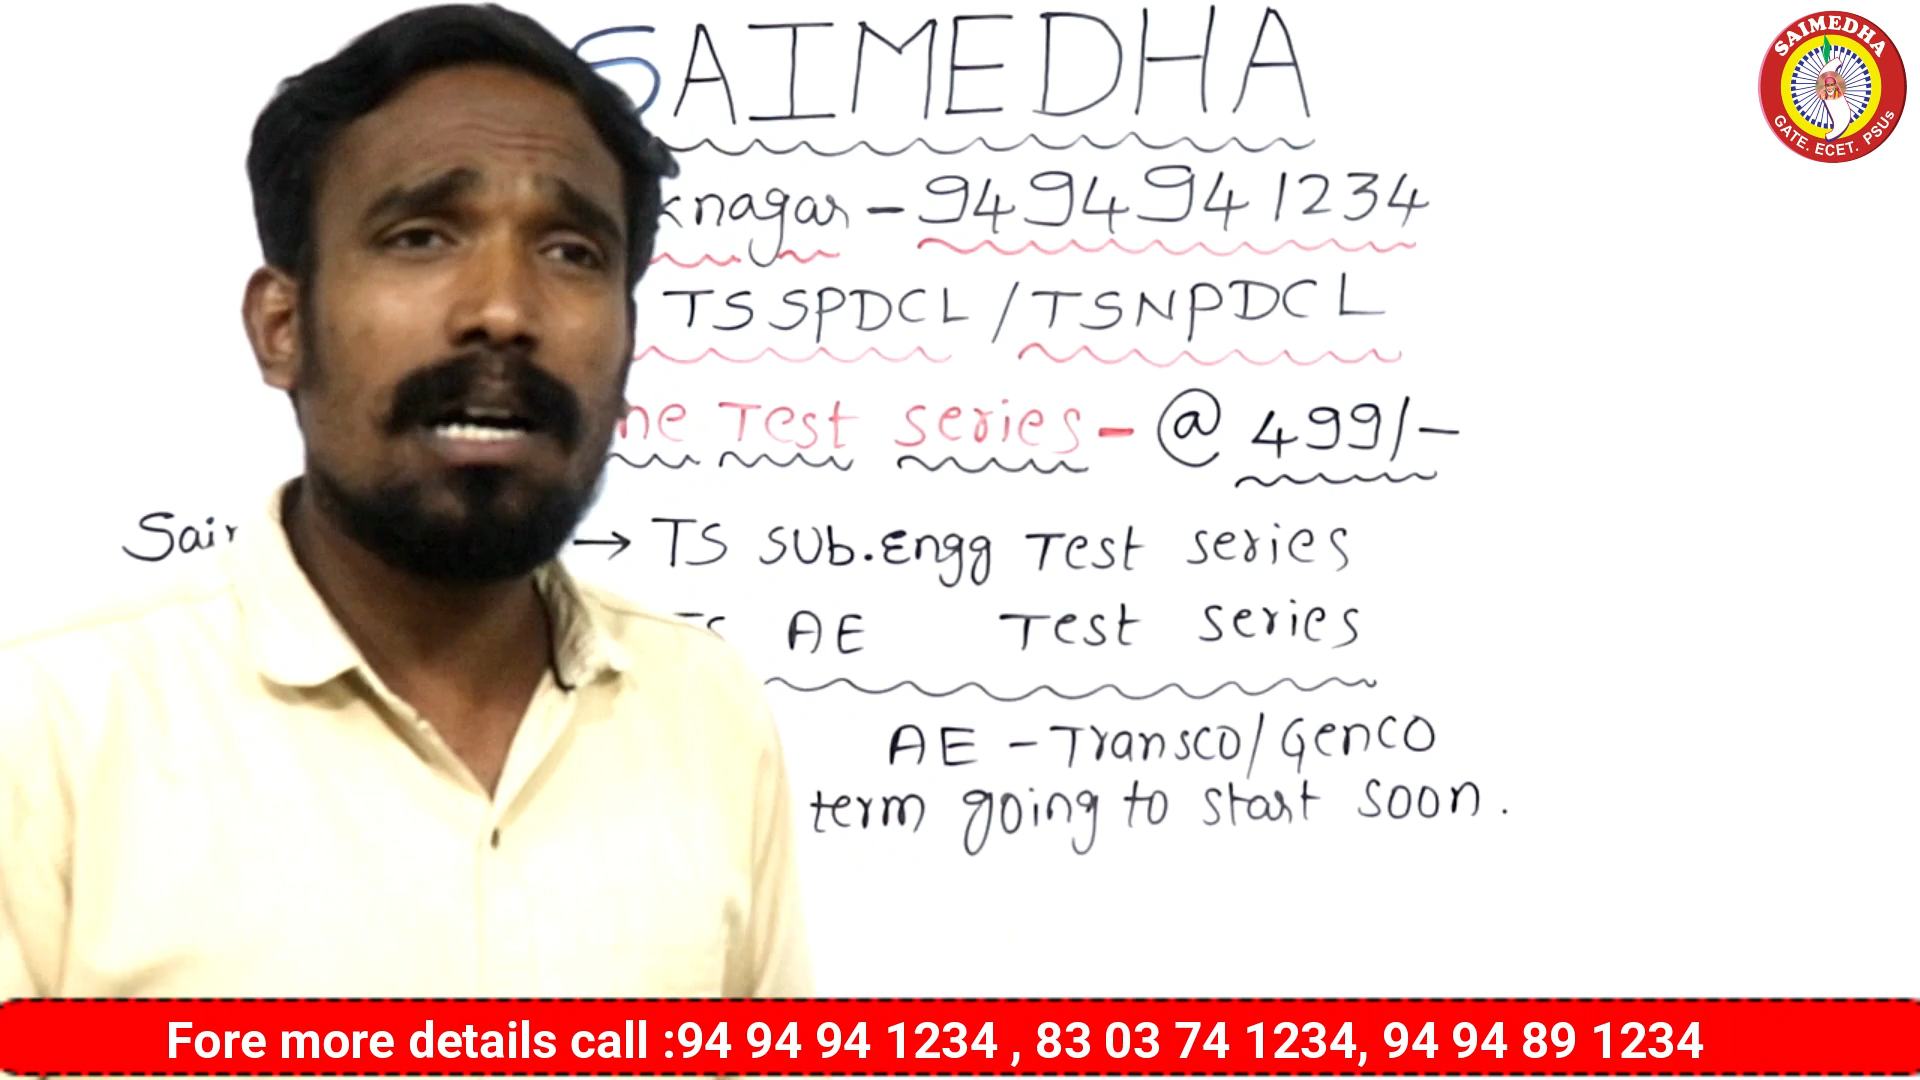 SAIMEDHA
knagar - 9494941234
TSSPDCL / TSNPDCL
ne Test series - @ 499/-
Sai → TS sub.Engg Test series
TS AE Test series
AE - Transco/Genco
term going to start soon.
SAIMEDHA
GATE. ECET. PSUs
Fore more details call :94 94 94 1234 , 83 03 74 1234, 94 94 89 1234